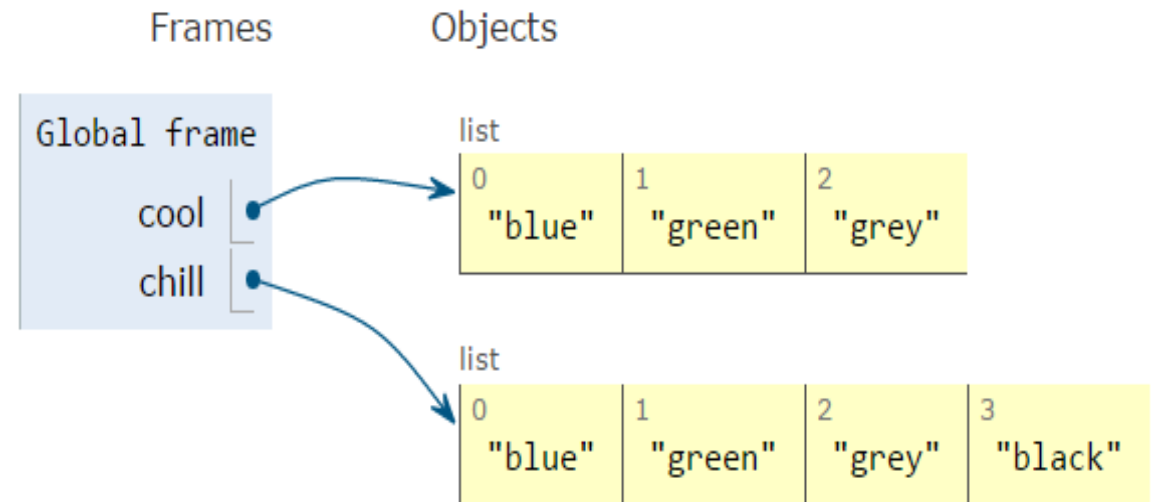 Frames Objects
Global frame
cool
chill
list
0 1 2
"blue" "green" "grey"
list
0 1 2 3
"blue" "green" "grey" "black"